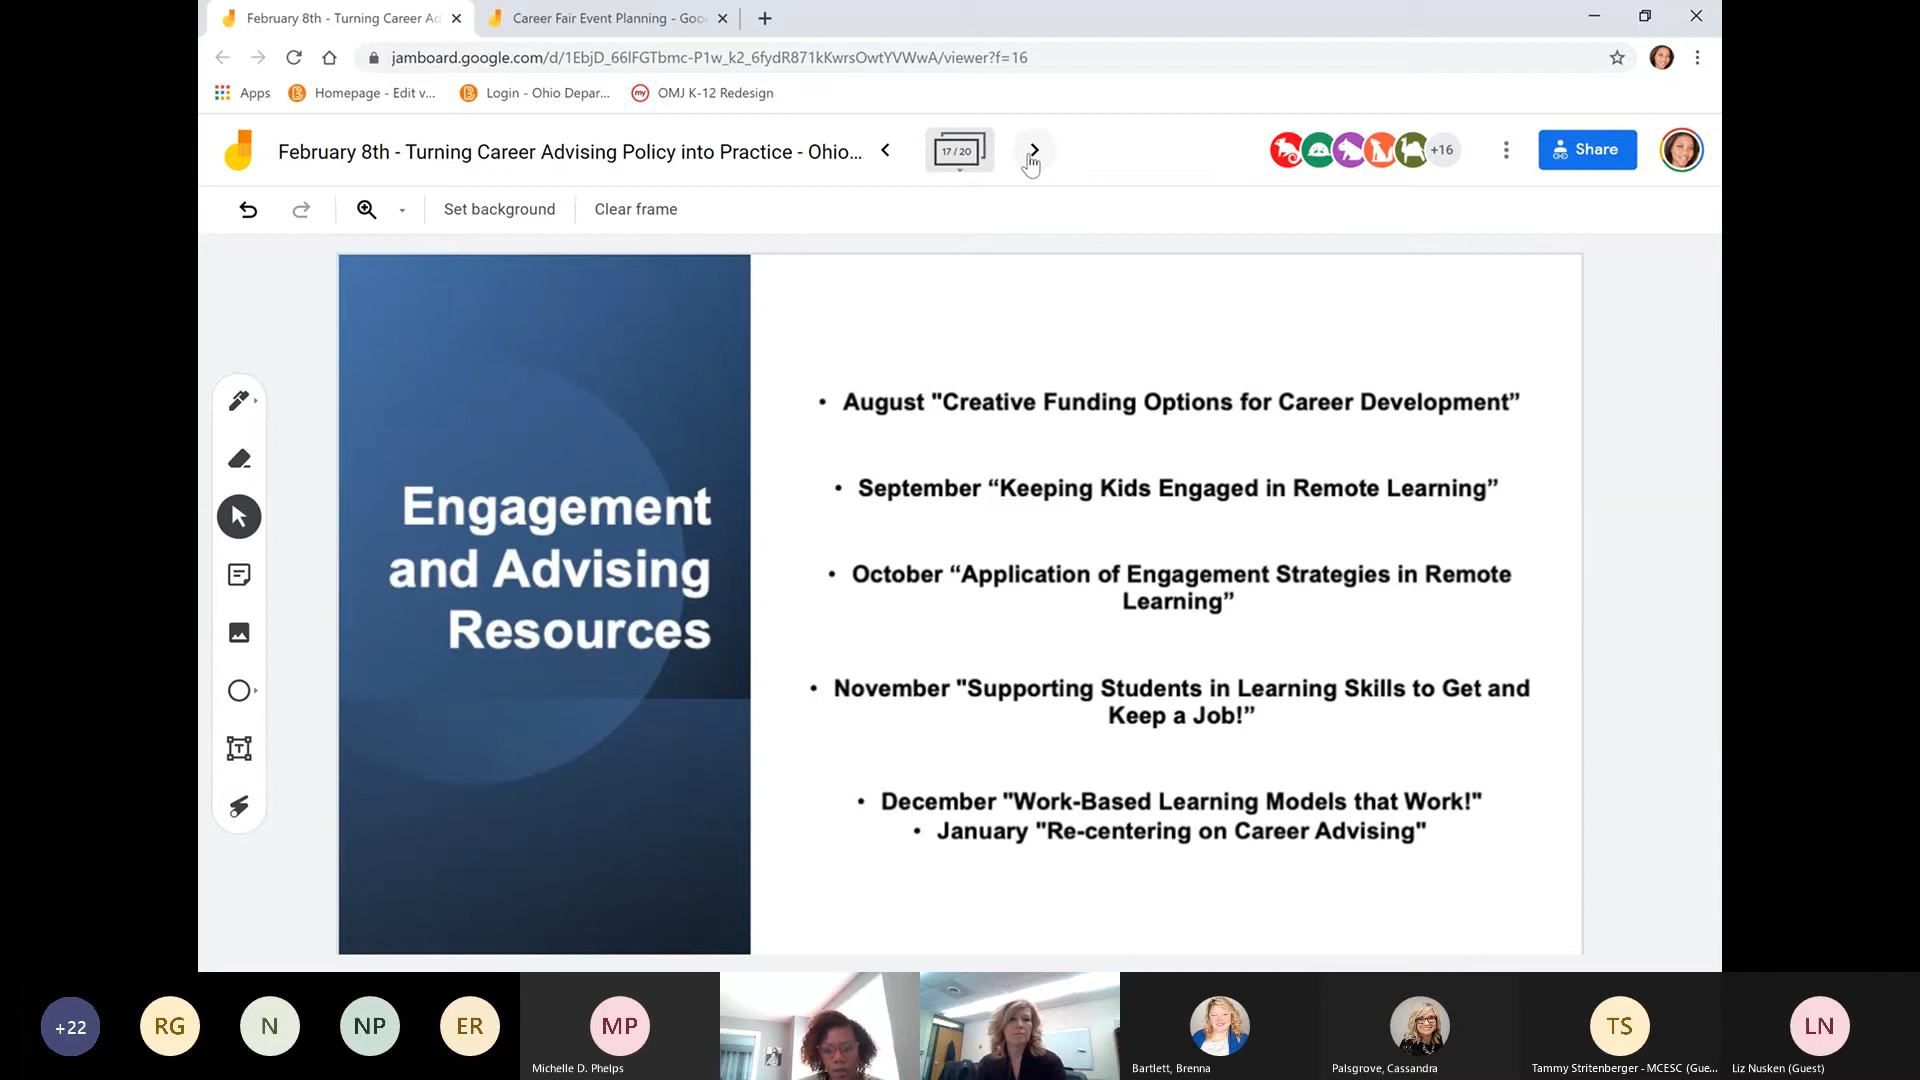 February 8th - Turning Career Ad
Career Fair Event Planning - Goo
jamboard.google.com/d/1EbjD_66lFGTbmc-P1w_k2_6fydR871kKwrsOwtYVWwA/viewer?f=16
Apps
Homepage - Edit v...
Login - Ohio Depar...
my
OMJ K-12 Redesign
February 8th - Turning Career Advising Policy into Practice - Ohio...
17 / 20
+16
Share
Set background
Clear frame
Engagement
and Advising
Resources
• August "Creative Funding Options for Career Development”
• September “Keeping Kids Engaged in Remote Learning”
• October “Application of Engagement Strategies in Remote
Learning”
• November "Supporting Students in Learning Skills to Get and
Keep a Job!”
• December "Work-Based Learning Models that Work!"
• January "Re-centering on Career Advising"
+22
RG
N
NP
ER
MP
Michelle D. Phelps
Bartlett, Brenna
Palsgrove, Cassandra
TS
Tammy Stritenberger - MCESC (Gue...
LN
Liz Nusken (Guest)